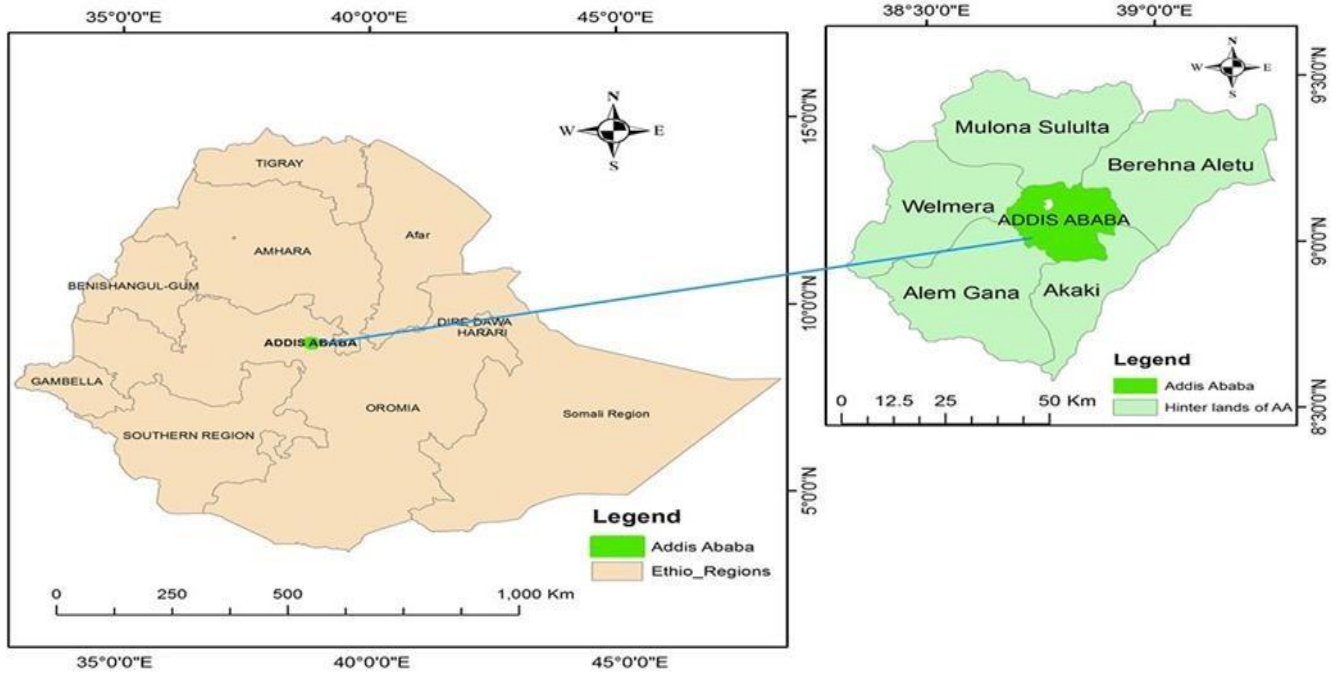 35°0'0"E 40°0'0"E 45°0'0"E
N
W E
S
TIGRAY
AMHARA
Afar
BENISHANGUL-GUM
DIRE DAWA
HARARI
ADDIS ABABA
GAMBELLA
OROMIA
Somali Region
SOUTHERN REGION
Legend
Addis Ababa
Ethio_Regions
0 250 500 1,000 Km
35°0'0"E 40°0'0"E 45°0'0"E
15°0'0"N
10°0'0"N
5°0'0"N
38°30'0"E 39°0'0"E
N
W E
S
Mulona Sululta
Berehna Aletu
Welmera
ADDIS ABABA
Alem Gana
Akaki
Legend
Addis Ababa
Hinter lands of AA
0 12.5 25 50 Km
9°30'0"N
9°0'0"N
8°30'0"N